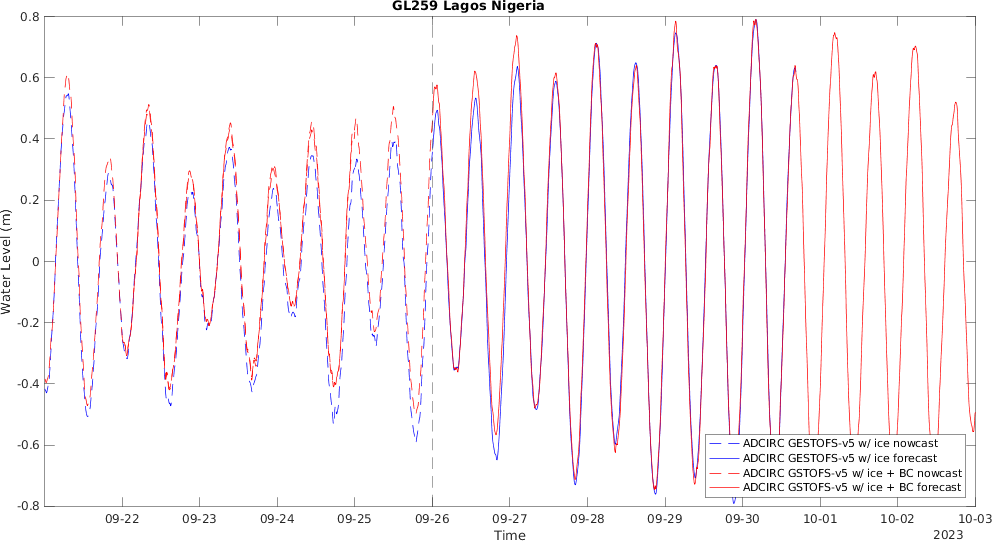 GL259 Lagos Nigeria
Water Level (m)
0.8
0.6
0.4
0.2
0
-0.2
-0.4
-0.6
-0.8
ADCIRC GESTOFS-v5 w/ ice nowcast
ADCIRC GESTOFS-v5 w/ ice forecast
ADCIRC GSTOFS-v5 w/ ice + BC nowcast
ADCIRC GSTOFS-v5 w/ ice + BC forecast
09-22 09-23 09-24 09-25 09-26 09-27 09-28 09-29 09-30 10-01 10-02 10-03
Time
2023